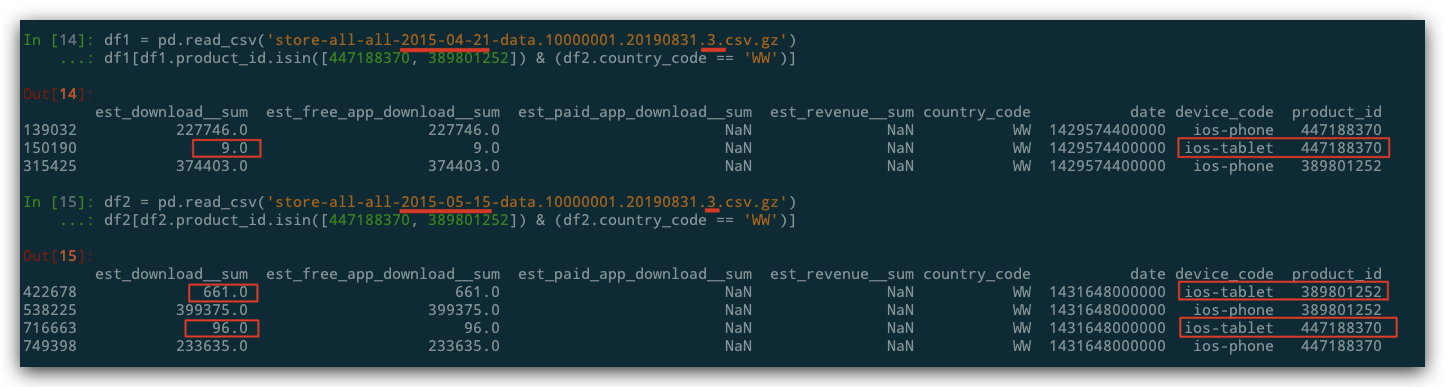 In [14]: df1 = pd.read_csv('store-all-all-2015-04-21-data.10000001.20190831.3.csv.gz')
...: df1[df1.product_id.isin([447188370, 389801252]) & (df2.country_code == 'WW')]
Out[14]:
est_download__sum est_free_app_download__sum est_paid_app_download__sum est_revenue__sum country_code date device_code product_id
139032 227746.0 227746.0 NaN NaN WW 1429574400000 ios-phone 447188370
150190 9.0 9.0 NaN NaN WW 1429574400000 ios-tablet 447188370
315425 374403.0 374403.0 NaN NaN WW 1429574400000 ios-phone 389801252
In [15]: df2 = pd.read_csv('store-all-all-2015-05-15-data.10000001.20190831.3.csv.gz')
...: df2[df2.product_id.isin([447188370, 389801252]) & (df2.country_code == 'WW')]
Out[15]:
est_download__sum est_free_app_download__sum est_paid_app_download__sum est_revenue__sum country_code date device_code product_id
422678 661.0 661.0 NaN NaN WW 1431648000000 ios-tablet 389801252
538225 399375.0 399375.0 NaN NaN WW 1431648000000 ios-phone 389801252
716663 96.0 96.0 NaN NaN WW 1431648000000 ios-tablet 447188370
749398 233635.0 233635.0 NaN NaN WW 1431648000000 ios-phone 447188370